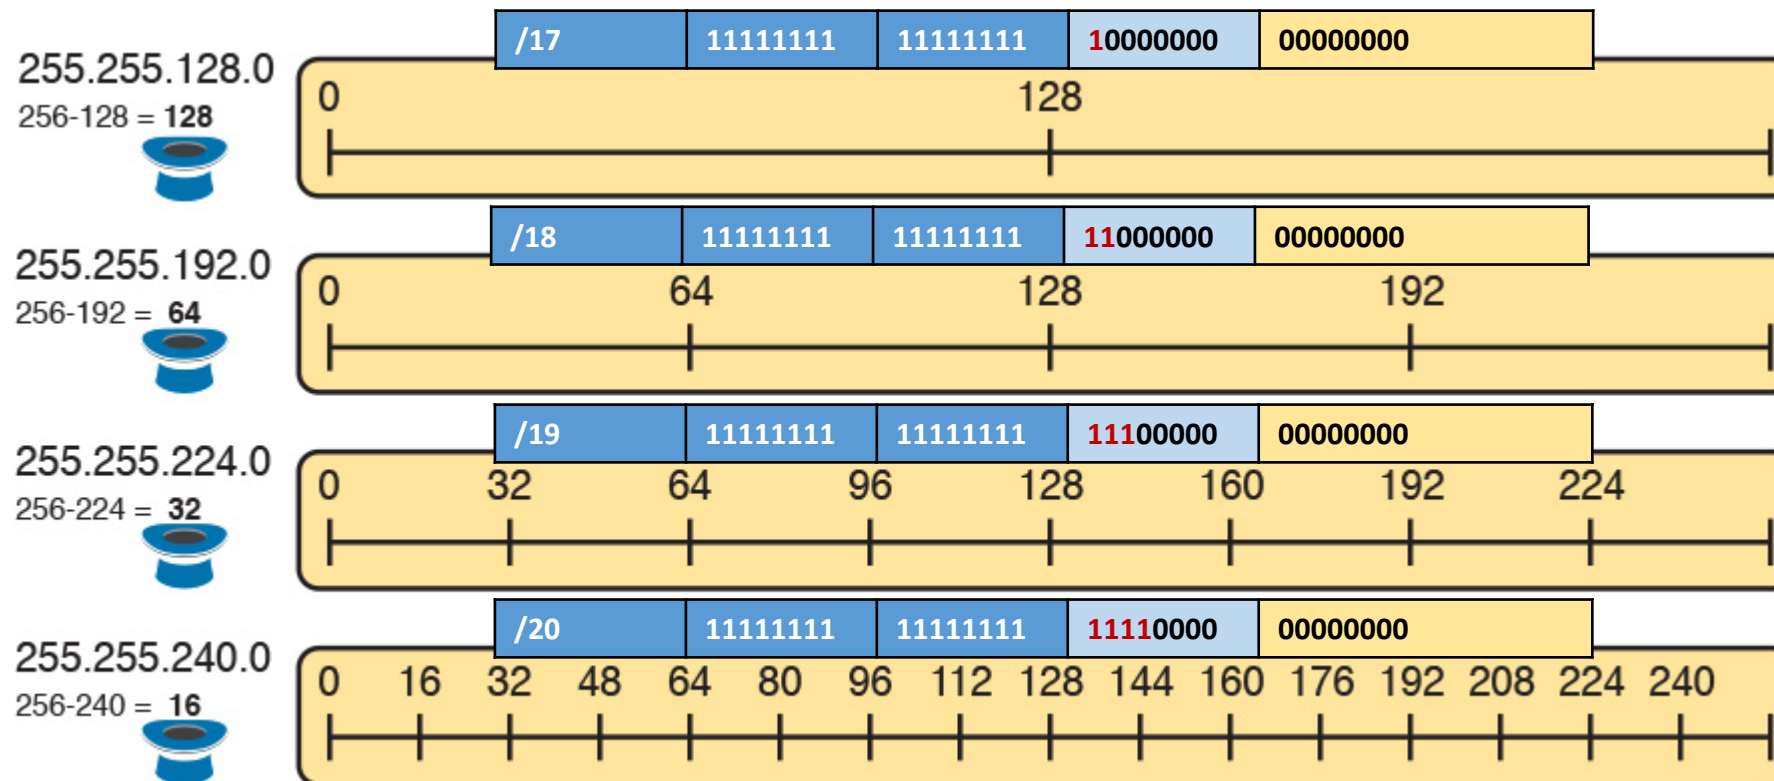 /17 11111111 11111111 10000000 00000000
255.255.128.0
256-128 = 128
0 128
/18 11111111 11111111 11000000 00000000
255.255.192.0
256-192 = 64
0 64 128 192
/19 11111111 11111111 11100000 00000000
255.255.224.0
256-224 = 32
0 32 64 96 128 160 192 224
/20 11111111 11111111 11110000 00000000
255.255.240.0
256-240 = 16
0 16 32 48 64 80 96 112 128 144 160 176 192 208 224 240